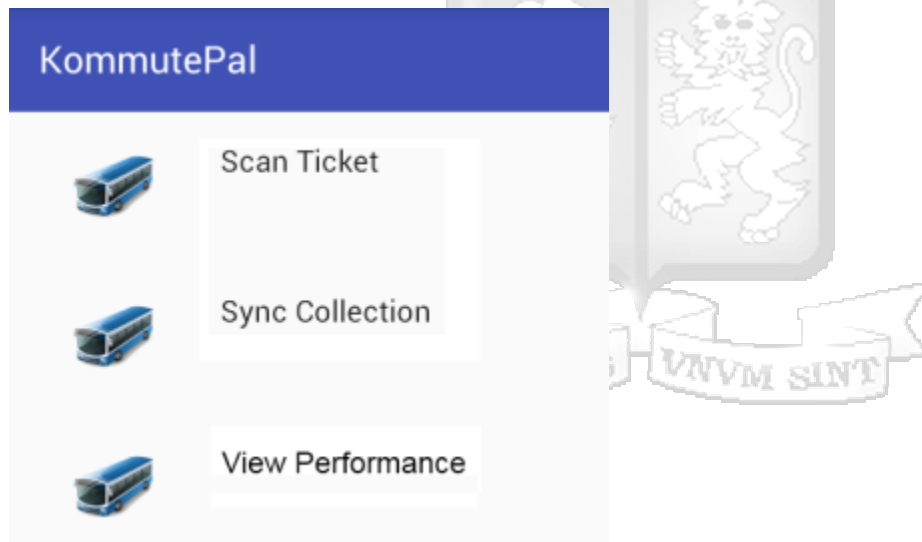 KommutePal
Scan Ticket
Sync Collection
View Performance
VNVM SINT